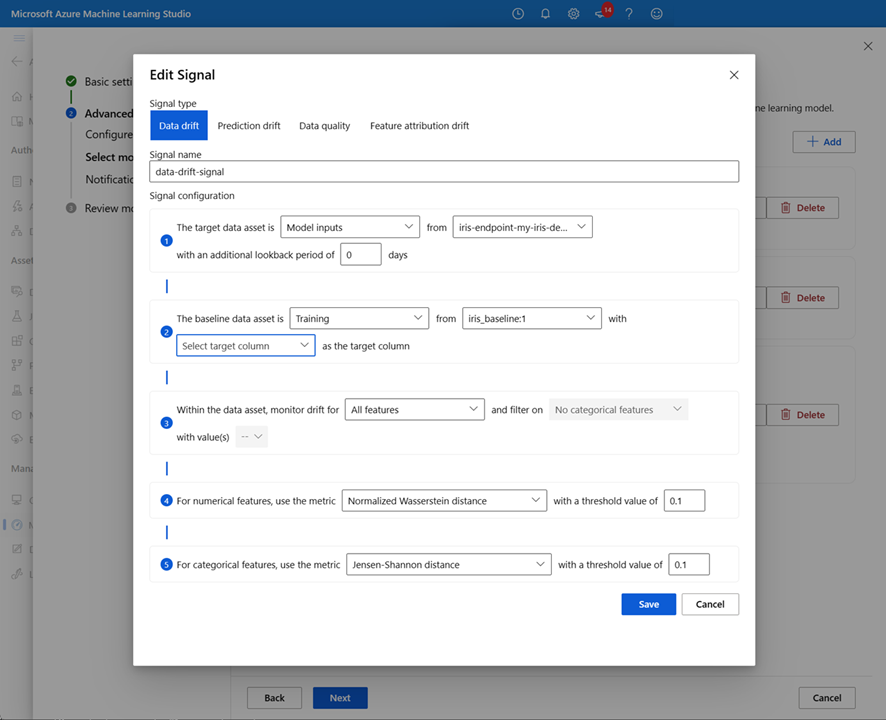 Microsoft Azure Machine Learning Studio
14
Basic setti
ne learning model.
2 Advanced
Add
Configure
Select mo
Notificatio
3 Review mo
Delete
Delete
Delete
Auth
Asset
Mana
Edit Signal
Signal type
Data drift Prediction drift Data quality Feature attribution drift
Signal name
data-drift-signal
Signal configuration
1 The target data asset is Model inputs from iris-endpoint-my-iris-de...
with an additional lookback period of 0 days
2 The baseline data asset is Training from iris_baseline:1 with
Select target column as the target column
3 Within the data asset, monitor drift for All features and filter on No categorical features
with value(s) --
4 For numerical features, use the metric Normalized Wasserstein distance with a threshold value of 0.1
5 For categorical features, use the metric Jensen-Shannon distance with a threshold value of 0.1
Save Cancel
Back Next Cancel